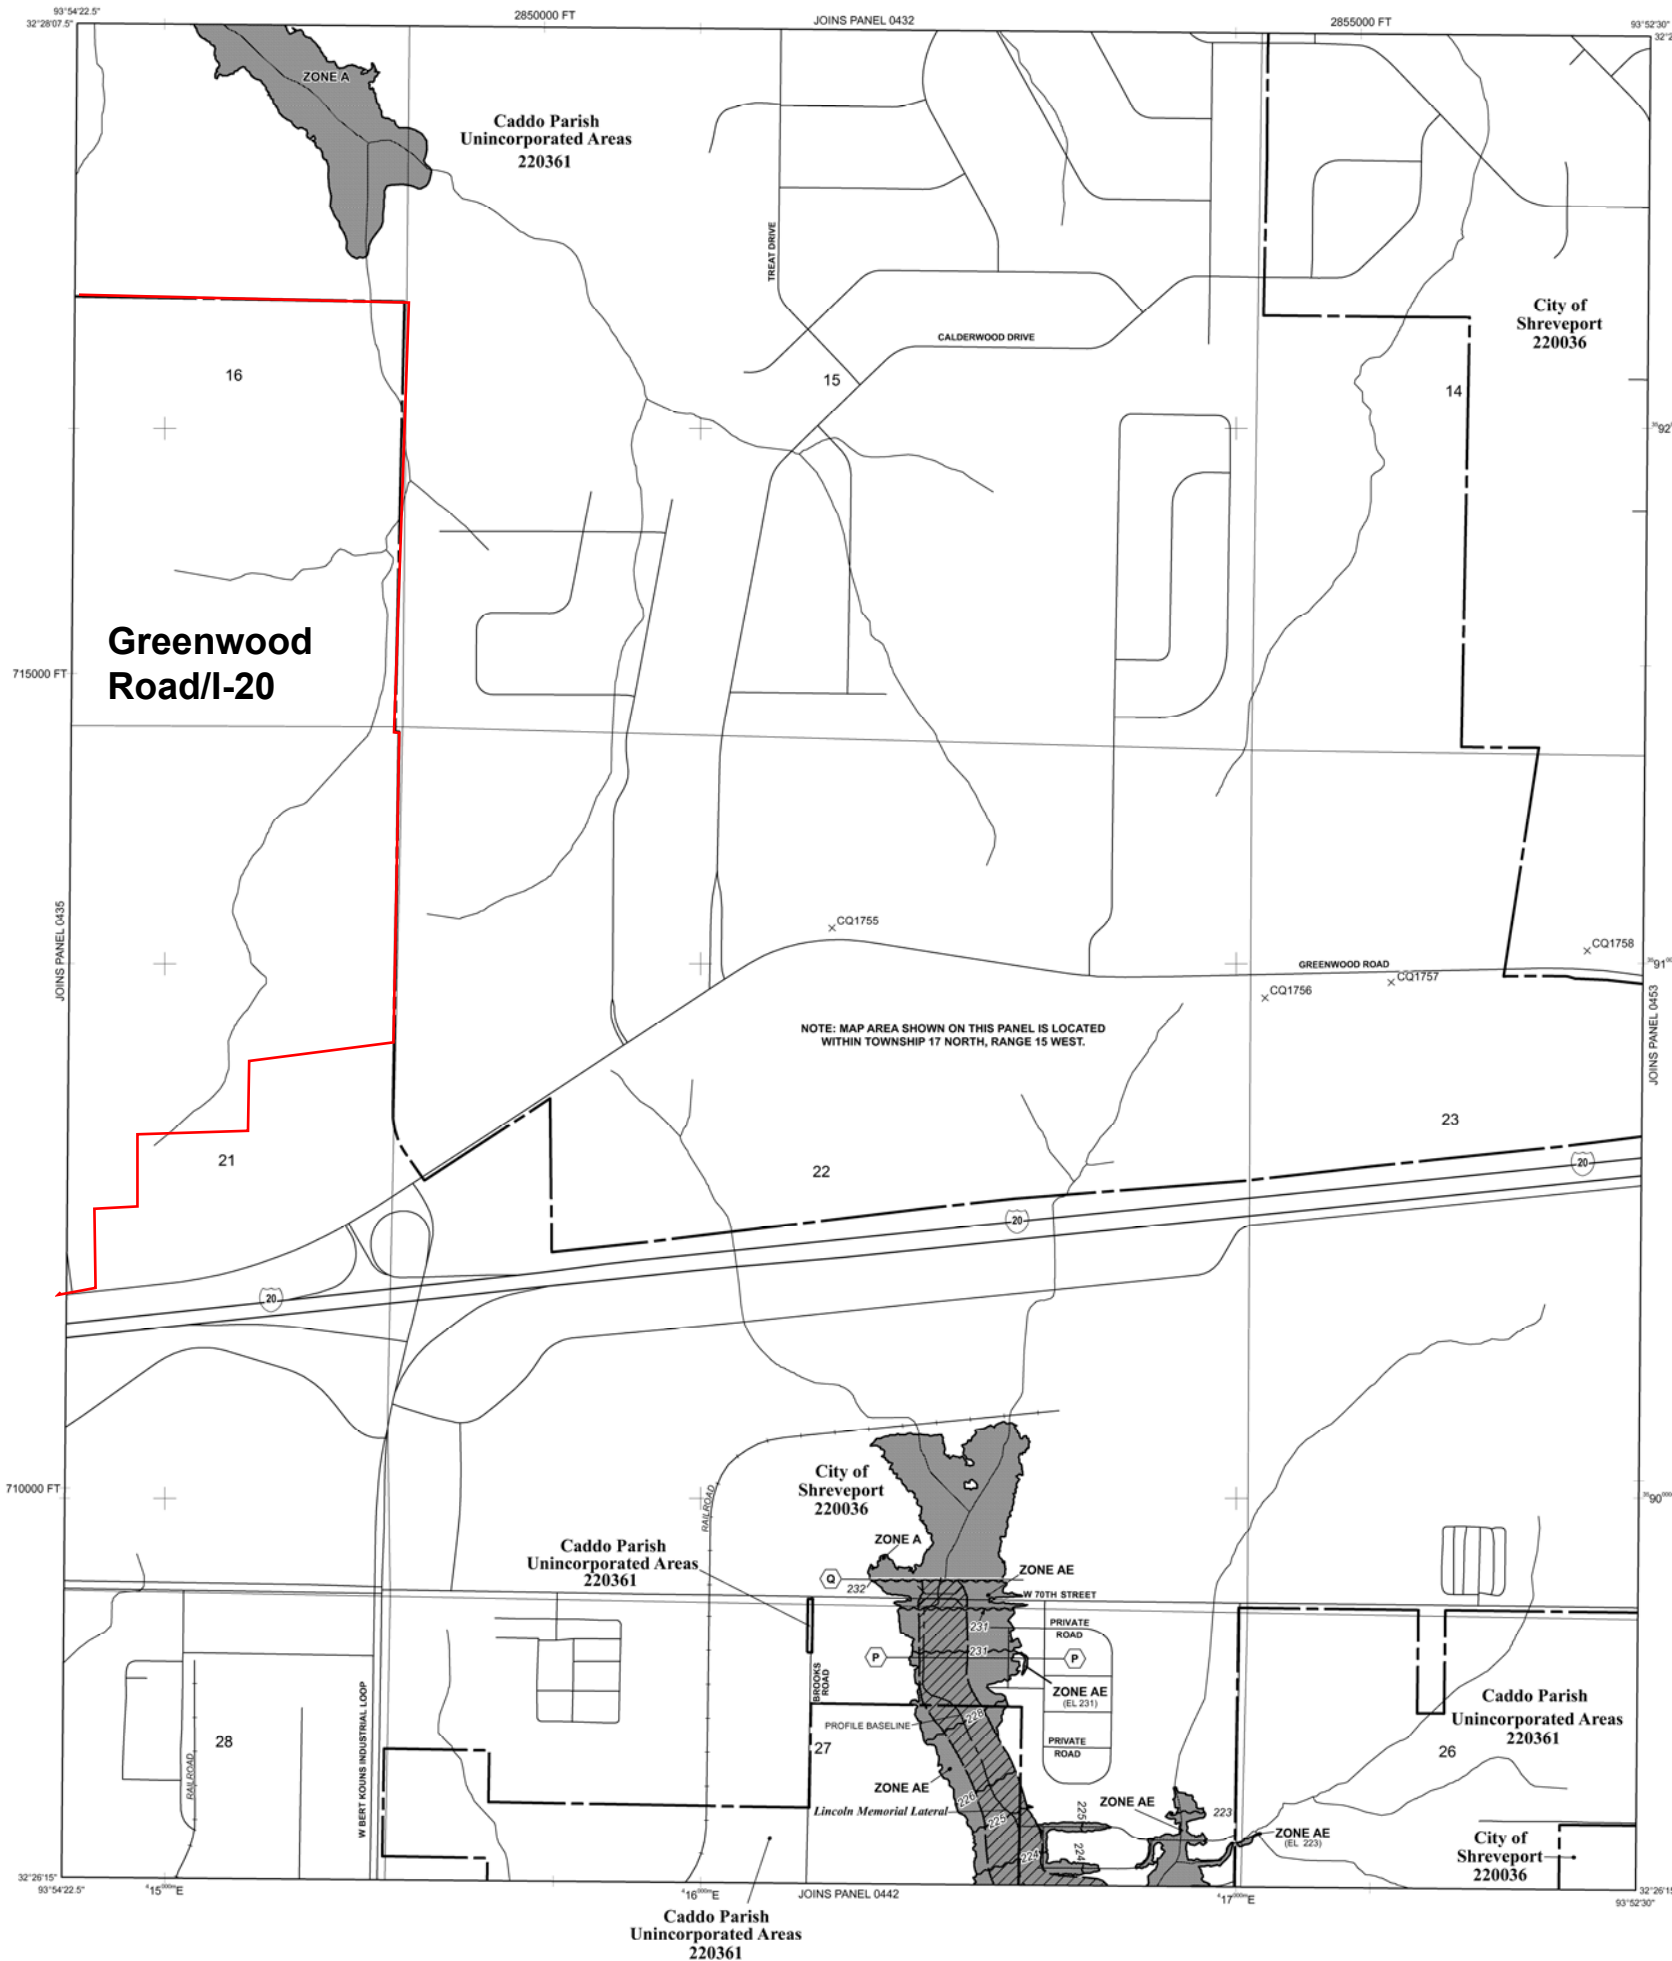 93°54'22.5"
32°28'07.5"
2850000 FT
JOINS PANEL 0432
2855000 FT
93°52'30"
ZONE A
Caddo Parish
Unincorporated Areas
220361
TREAT DRIVE
CALDERWOOD DRIVE
City of
Shreveport
220036
16
15
14
Greenwood
Road/I-20
715000 FT
JOINS PANEL 0435
CQ1755
CQ1758
GREENWOOD ROAD
CQ1757
CQ1756
JOINS PANEL 0453
NOTE: MAP AREA SHOWN ON THIS PANEL IS LOCATED
WITHIN TOWNSHIP 17 NORTH, RANGE 15 WEST.
23
21
22
20
20
20
710000 FT
RAILROAD
City of
Shreveport
220036
ZONE A
Caddo Parish
Unincorporated Areas
220361
ZONE AE
Q
232
W 70TH STREET
231
PRIVATE
ROAD
231
P
P
BROOKS
ROAD
ZONE AE
(EL 231)
W BERT KOUNS INDUSTRIAL LOOP
PROFILE BASELINE
228
Caddo Parish
Unincorporated Areas
220361
28
27
26
PRIVATE
ROAD
RAILROAD
ZONE AE
226
Lincoln Memorial Lateral
225
225
ZONE AE
223
224
224
ZONE AE
(EL 223)
City of
Shreveport
220036
32°26'15"
93°54'22.5"
⁴15⁰⁰⁰ᵐE
⁴16⁰⁰⁰ᵐE
JOINS PANEL 0442
⁴17⁰⁰⁰ᵐE
93°52'30"
Caddo Parish
Unincorporated Areas
220361